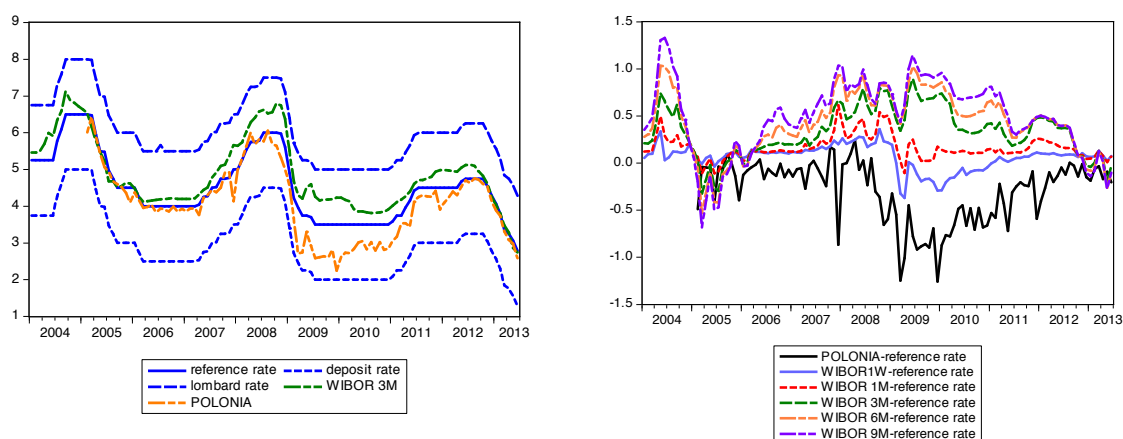 9
8
7
6
5
4
3
2
1
2004 2005 2006 2007 2008 2009 2010 2011 2012 2013
reference rate deposit rate
lombard rate WIBOR 3M
POLONIA
1.5
1.0
0.5
0.0
-0.5
-1.0
-1.5
2004 2005 2006 2007 2008 2009 2010 2011 2012 2013
POLONIA-reference rate
WIBOR1W-reference rate
WIBOR 1M-reference rate
WIBOR 3M-reference rate
WIBOR 6M-reference rate
WIBOR 9M-reference rate